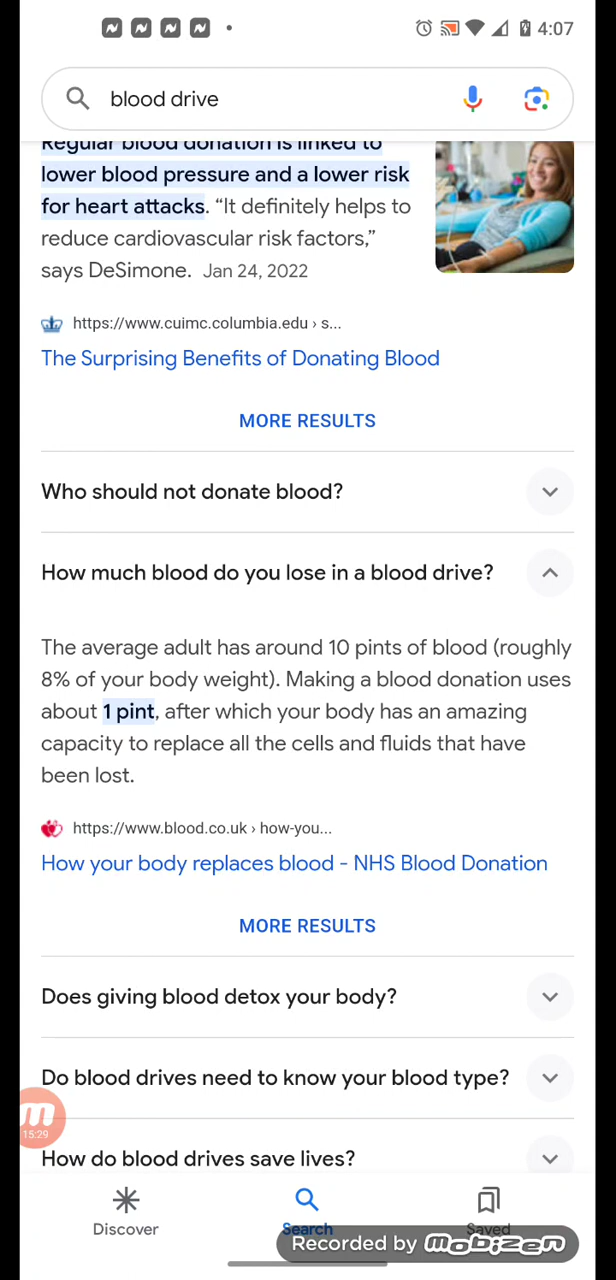 4:07
blood drive
Regular blood donation is linked to
lower blood pressure and a lower risk
for heart attacks. “It definitely helps to
reduce cardiovascular risk factors,”
says DeSimone. Jan 24, 2022
https://www.cuimc.columbia.edu › s...
The Surprising Benefits of Donating Blood
MORE RESULTS
Who should not donate blood?
How much blood do you lose in a blood drive?
The average adult has around 10 pints of blood (roughly
8% of your body weight). Making a blood donation uses
about 1 pint, after which your body has an amazing
capacity to replace all the cells and fluids that have
been lost.
https://www.blood.co.uk › how-you...
How your body replaces blood - NHS Blood Donation
MORE RESULTS
Does giving blood detox your body?
Do blood drives need to know your blood type?
15:29
How do blood drives save lives?
Discover
Search
Saved
Recorded by mobizen